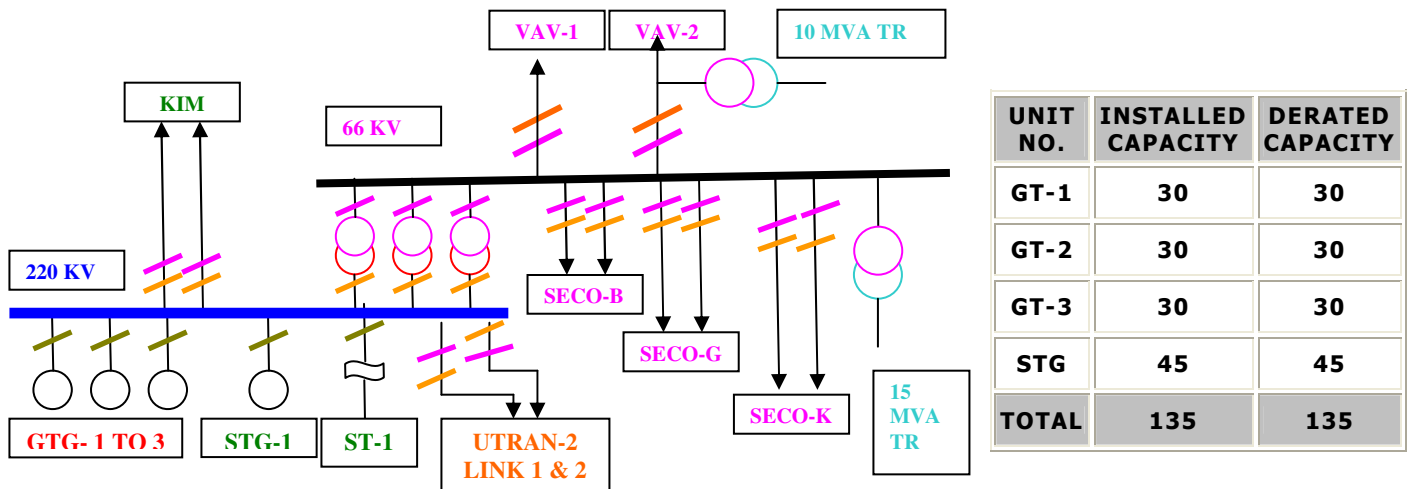 VAV-1
VAV-2
10 MVA TR
KIM
66 KV
220 KV
SECO-B
SECO-G
SECO-K
15
MVA
TR
GTG- 1 TO 3
STG-1
ST-1
UTRAN-2
LINK 1 & 2
UNIT NO. INSTALLED CAPACITY DERATED CAPACITY
GT-1 30 30
GT-2 30 30
GT-3 30 30
STG 45 45
TOTAL 135 135